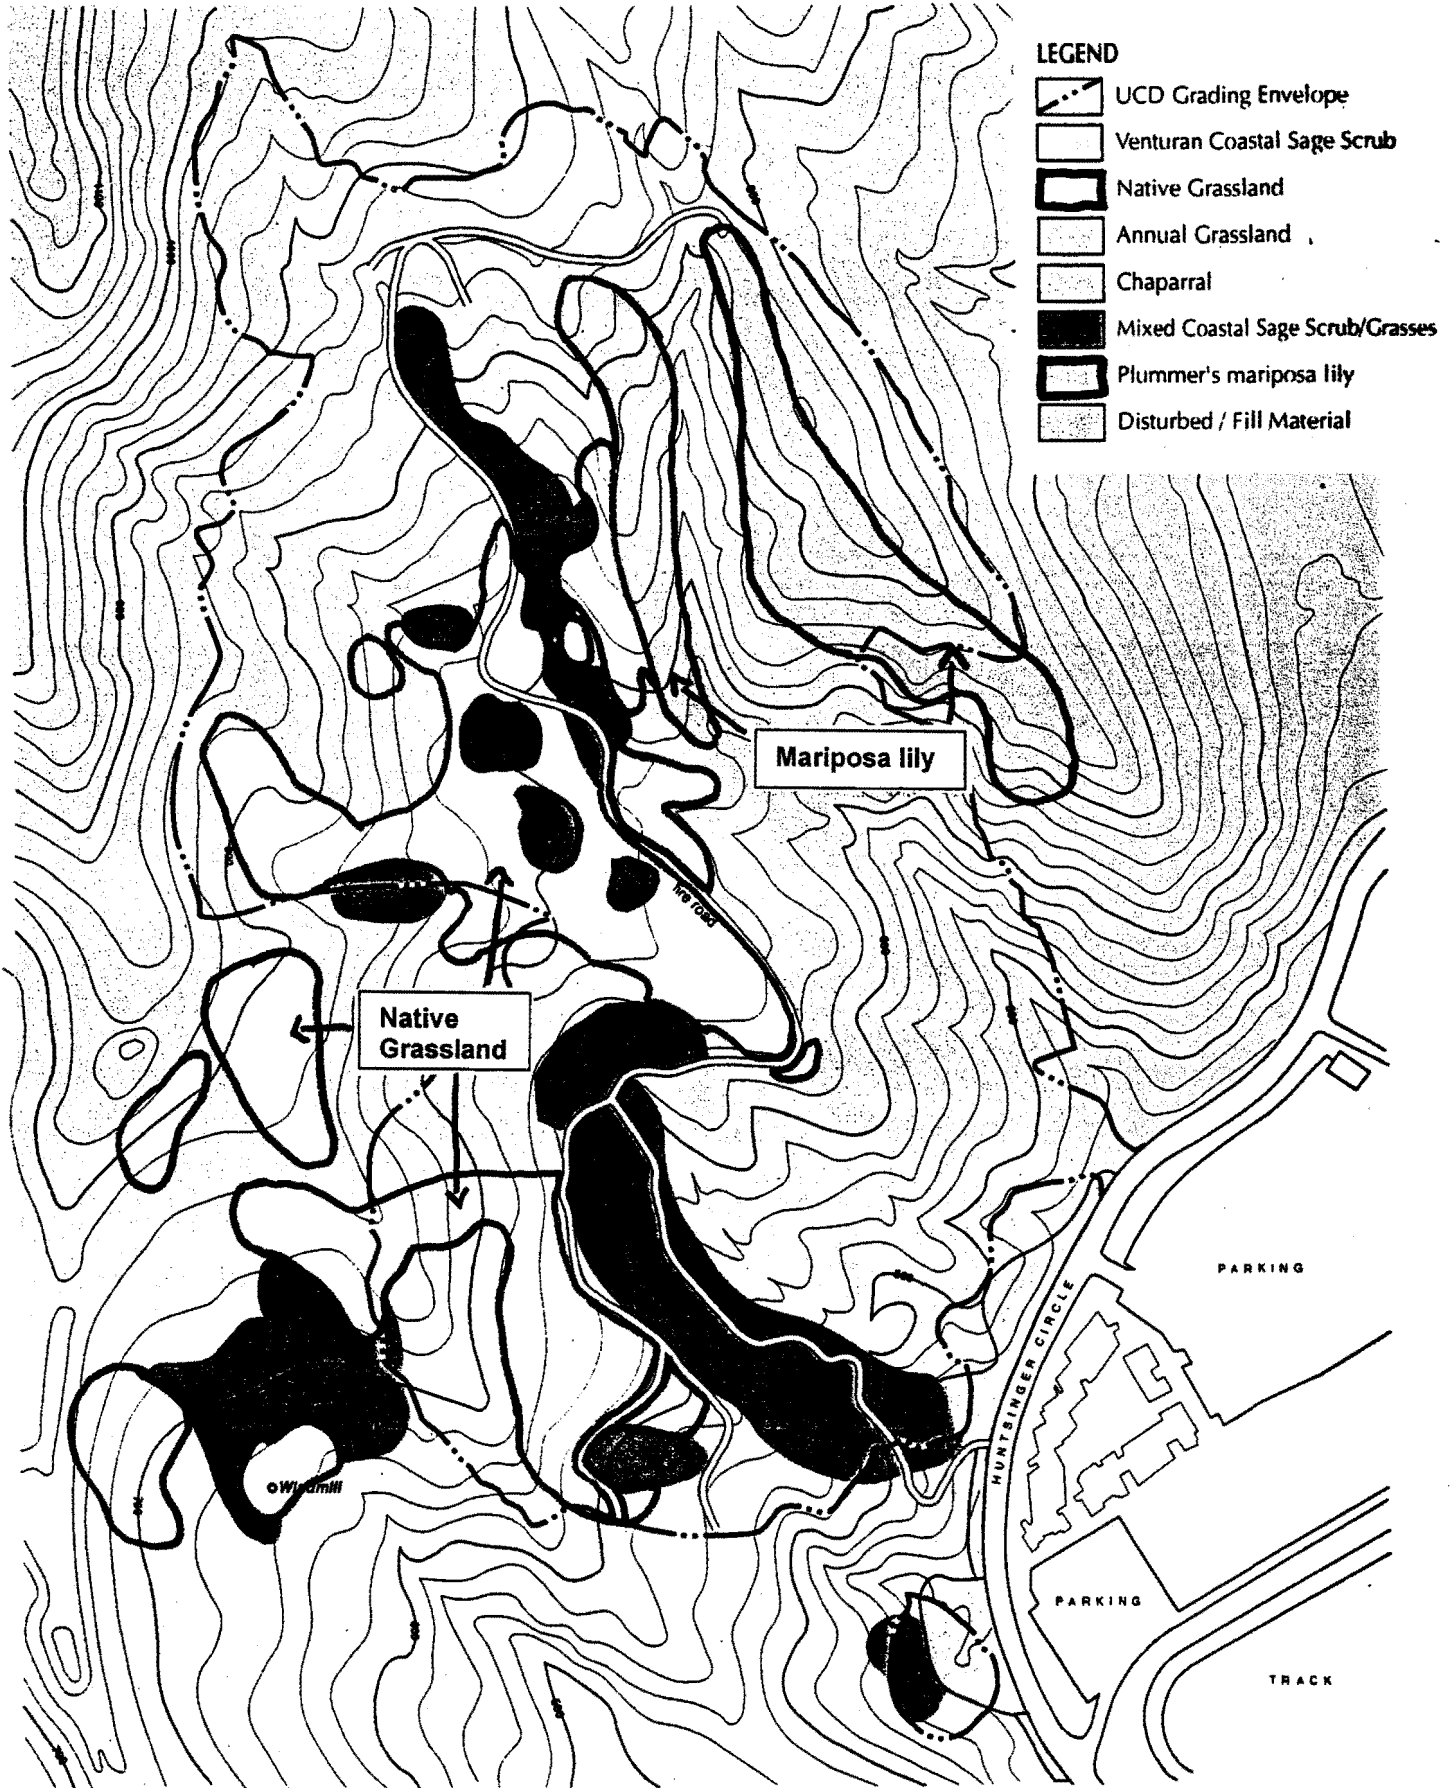 LEGEND
UCD Grading Envelope
Venturan Coastal Sage Scrub
Native Grassland
Annual Grassland
Chaparral
Mixed Coastal Sage Scrub/Grasses
Plummer's mariposa lily
Disturbed / Fill Material
Mariposa lily
fire road
Native
Grassland
PARKING
HUNTSINGER CIRCLE
Windmill
PARKING
TRACK